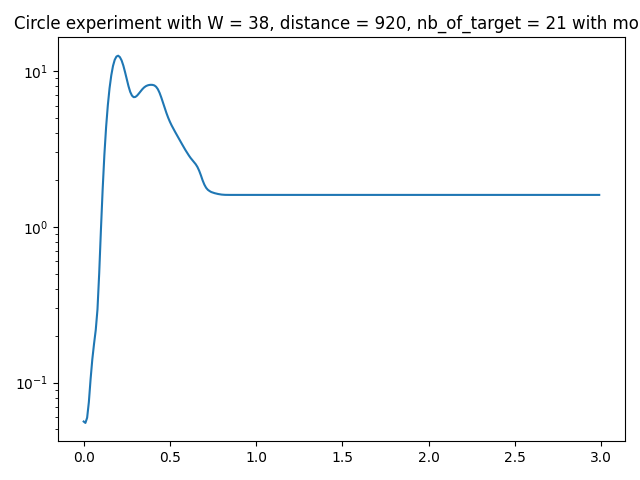 Circle experiment with W = 38, distance = 920, nb_of_target = 21 with mo
10¹
10⁰
10⁻¹
0.0 0.5 1.0 1.5 2.0 2.5 3.0